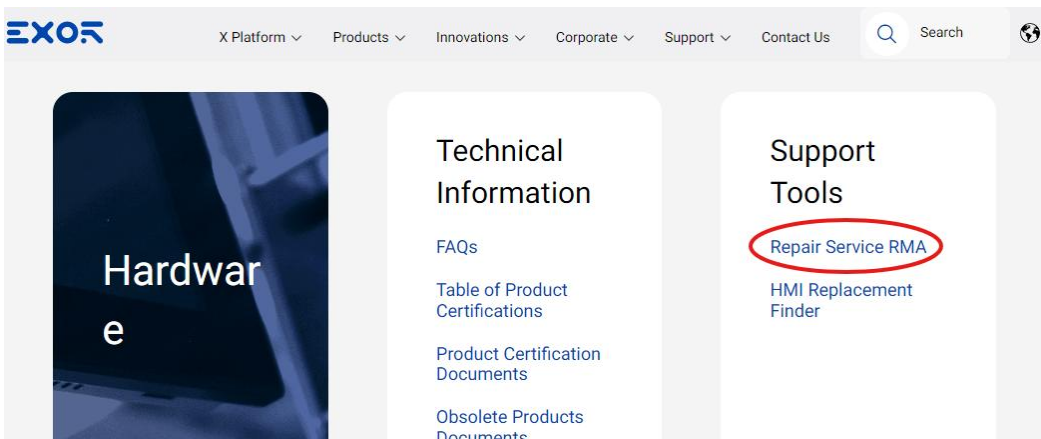 EXOR
X Platform Products Innovations Corporate Support Contact Us Search
Hardwar
e
Technical
Information
FAQs
Table of Product
Certifications
Product Certification
Documents
Obsolete Products
Documents
Support
Tools
Repair Service RMA
HMI Replacement
Finder